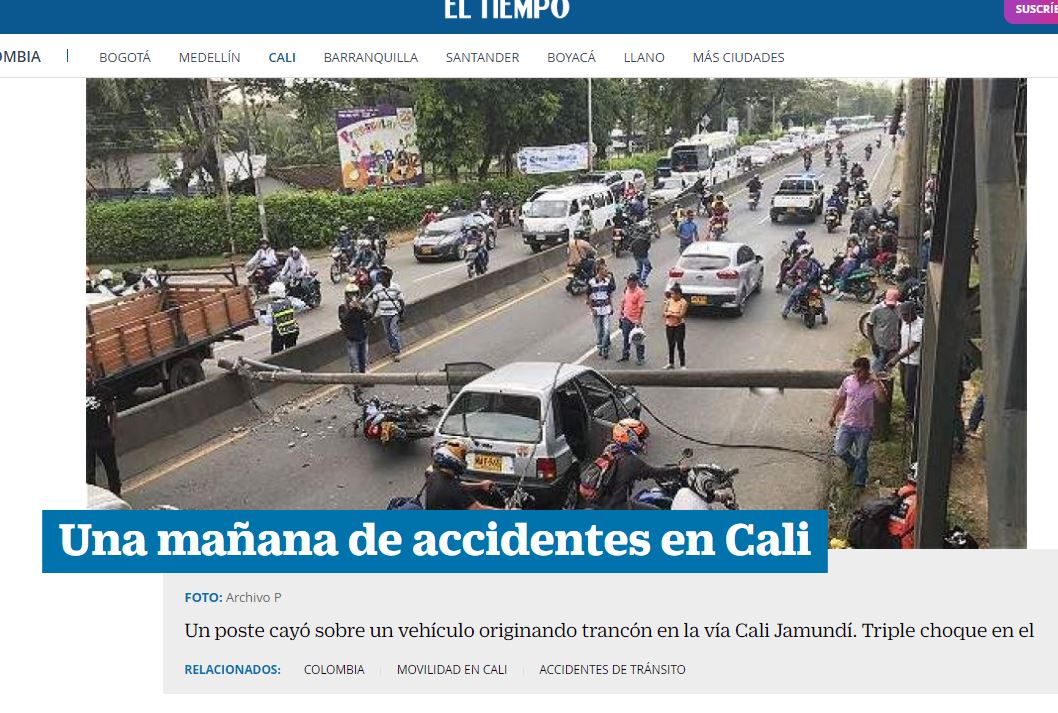 EL TIEMPO
OMBIA
BOGOTÁ MEDELLÍN CALI BARRANQUILLA SANTANDER BOYACÁ LLANO MÁS CIUDADES
Una mañana de accidentes en Cali
FOTO: Archivo P
Un poste cayó sobre un vehículo originando trancón en la vía Cali Jamundí. Triple choque en el
RELACIONADOS: COLOMBIA MOVILIDAD EN CALI ACCIDENTES DE TRÁNSITO